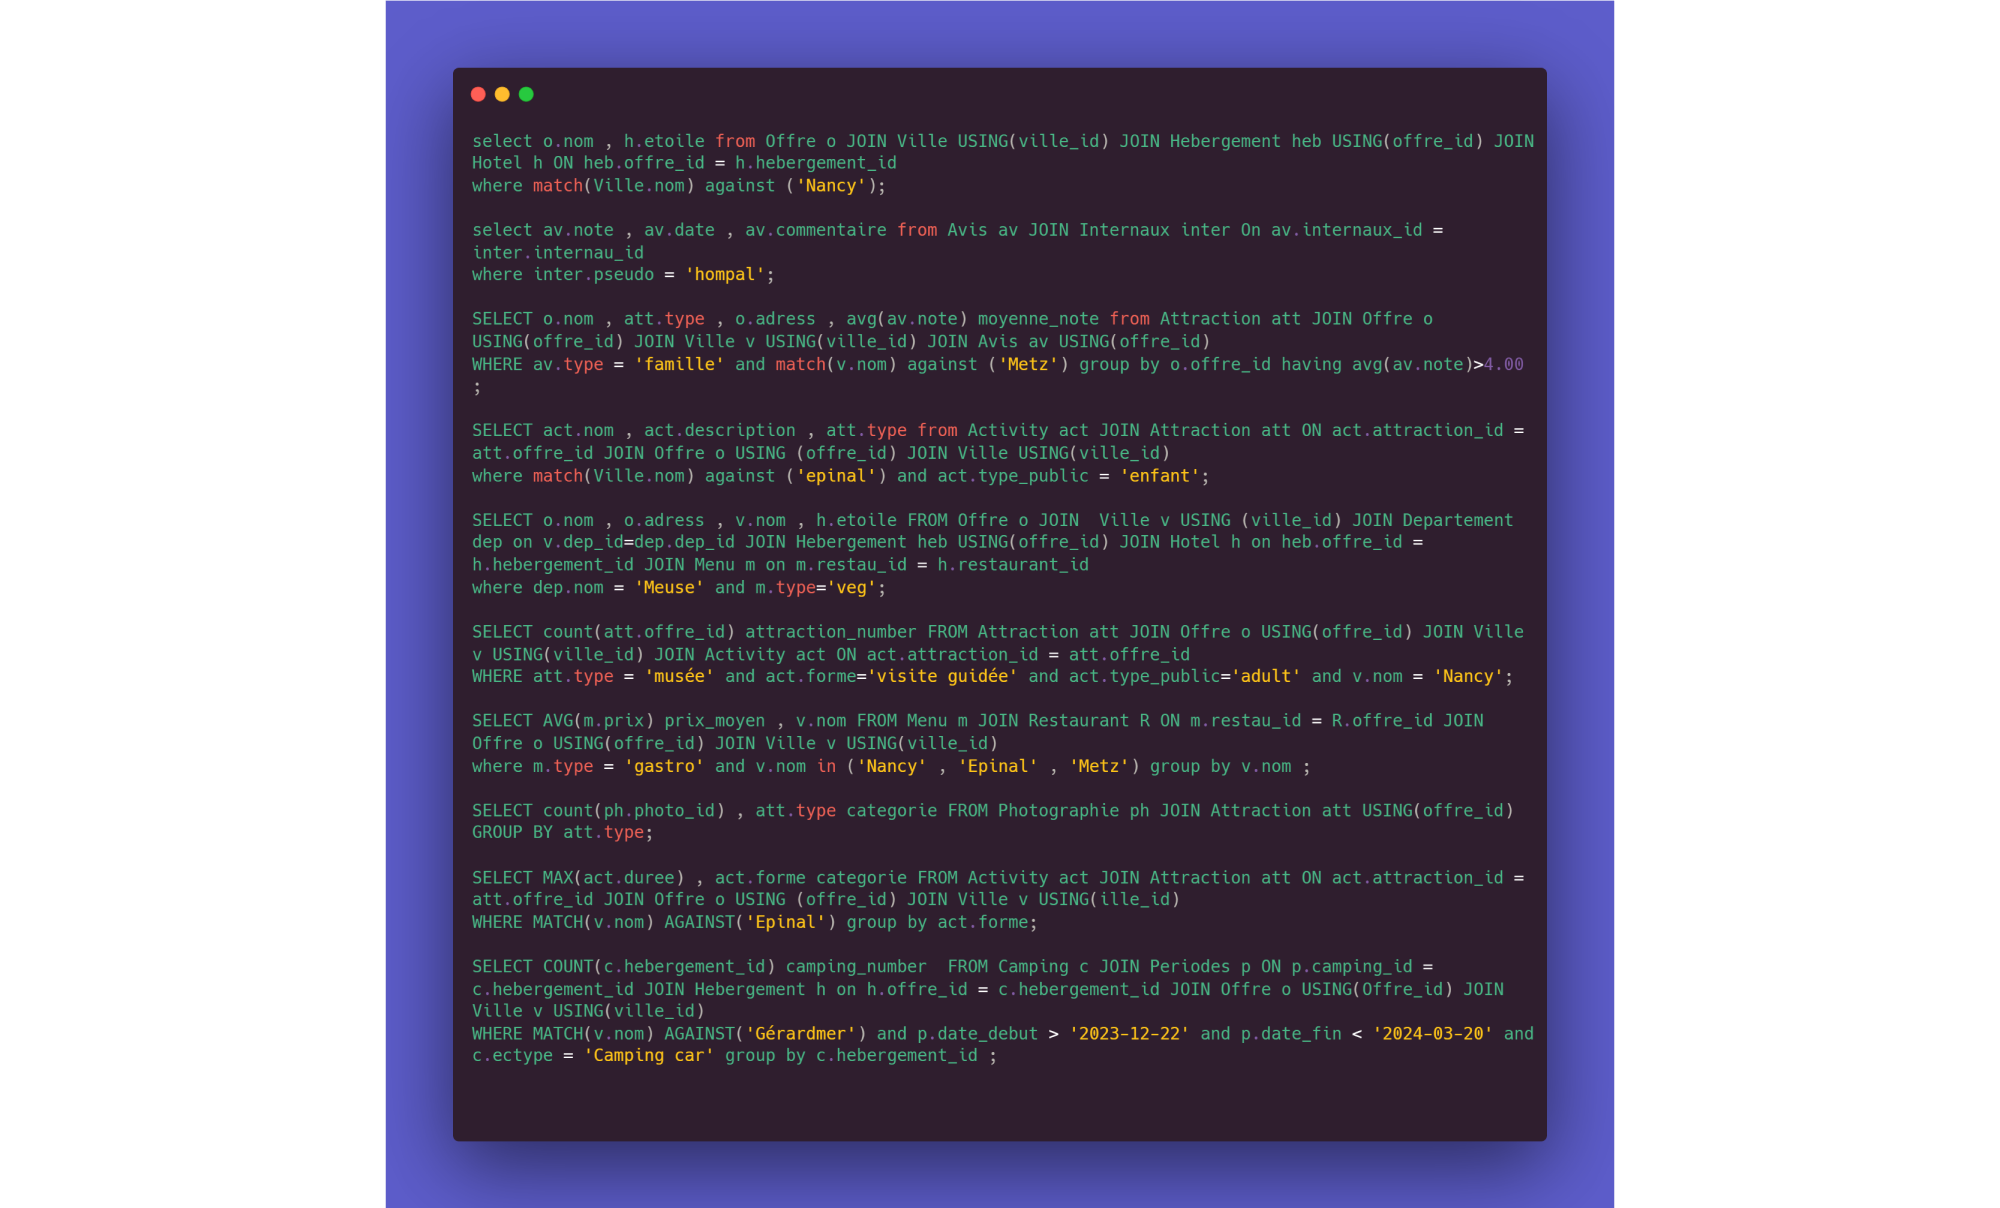 select o.nom , h.etoile from Offre o JOIN Ville USING(ville_id) JOIN Hebergement heb USING(offre_id) JOIN
Hotel h ON heb.offre_id = h.hebergement_id
where match(Ville.nom) against ('Nancy');
select av.note , av.date , av.commentaire from Avis av JOIN Internaux inter On av.internaux_id =
inter.internau_id
where inter.pseudo = 'hompal';
SELECT o.nom , att.type , o.adress , avg(av.note) moyenne_note from Attraction att JOIN Offre o
USING(offre_id) JOIN Ville v USING(ville_id) JOIN Avis av USING(offre_id)
WHERE av.type = 'famille' and match(v.nom) against ('Metz') group by o.offre_id having avg(av.note)>4.00
;
SELECT act.nom , act.description , att.type from Activity act JOIN Attraction att ON act.attraction_id =
att.offre_id JOIN Offre o USING (offre_id) JOIN Ville USING(ville_id)
where match(Ville.nom) against ('epinal') and act.type_public = 'enfant';
SELECT o.nom , o.adress , v.nom , h.etoile FROM Offre o JOIN  Ville v USING (ville_id) JOIN Departement
dep on v.dep_id=dep.dep_id JOIN Hebergement heb USING(offre_id) JOIN Hotel h on heb.offre_id =
h.hebergement_id JOIN Menu m on m.restau_id = h.restaurant_id
where dep.nom = 'Meuse' and m.type='veg';
SELECT count(att.offre_id) attraction_number FROM Attraction att JOIN Offre o USING(offre_id) JOIN Ville
v USING(ville_id) JOIN Activity act ON act.attraction_id = att.offre_id
WHERE att.type = 'musée' and act.forme='visite guidée' and act.type_public='adult' and v.nom = 'Nancy';
SELECT AVG(m.prix) prix_moyen , v.nom FROM Menu m JOIN Restaurant R ON m.restau_id = R.offre_id JOIN
Offre o USING(offre_id) JOIN Ville v USING(ville_id)
where m.type = 'gastro' and v.nom in ('Nancy' , 'Epinal' , 'Metz') group by v.nom ;
SELECT count(ph.photo_id) , att.type categorie FROM Photographie ph JOIN Attraction att USING(offre_id)
GROUP BY att.type;
SELECT MAX(act.duree) , act.forme categorie FROM Activity act JOIN Attraction att ON act.attraction_id =
att.offre_id JOIN Offre o USING (offre_id) JOIN Ville v USING(ille_id)
WHERE MATCH(v.nom) AGAINST('Epinal') group by act.forme;
SELECT COUNT(c.hebergement_id) camping_number  FROM Camping c JOIN Periodes p ON p.camping_id =
c.hebergement_id JOIN Hebergement h on h.offre_id = c.hebergement_id JOIN Offre o USING(Offre_id) JOIN
Ville v USING(ville_id)
WHERE MATCH(v.nom) AGAINST('Gérardmer') and p.date_debut > '2023-12-22' and p.date_fin < '2024-03-20' and
c.ectype = 'Camping car' group by c.hebergement_id ;